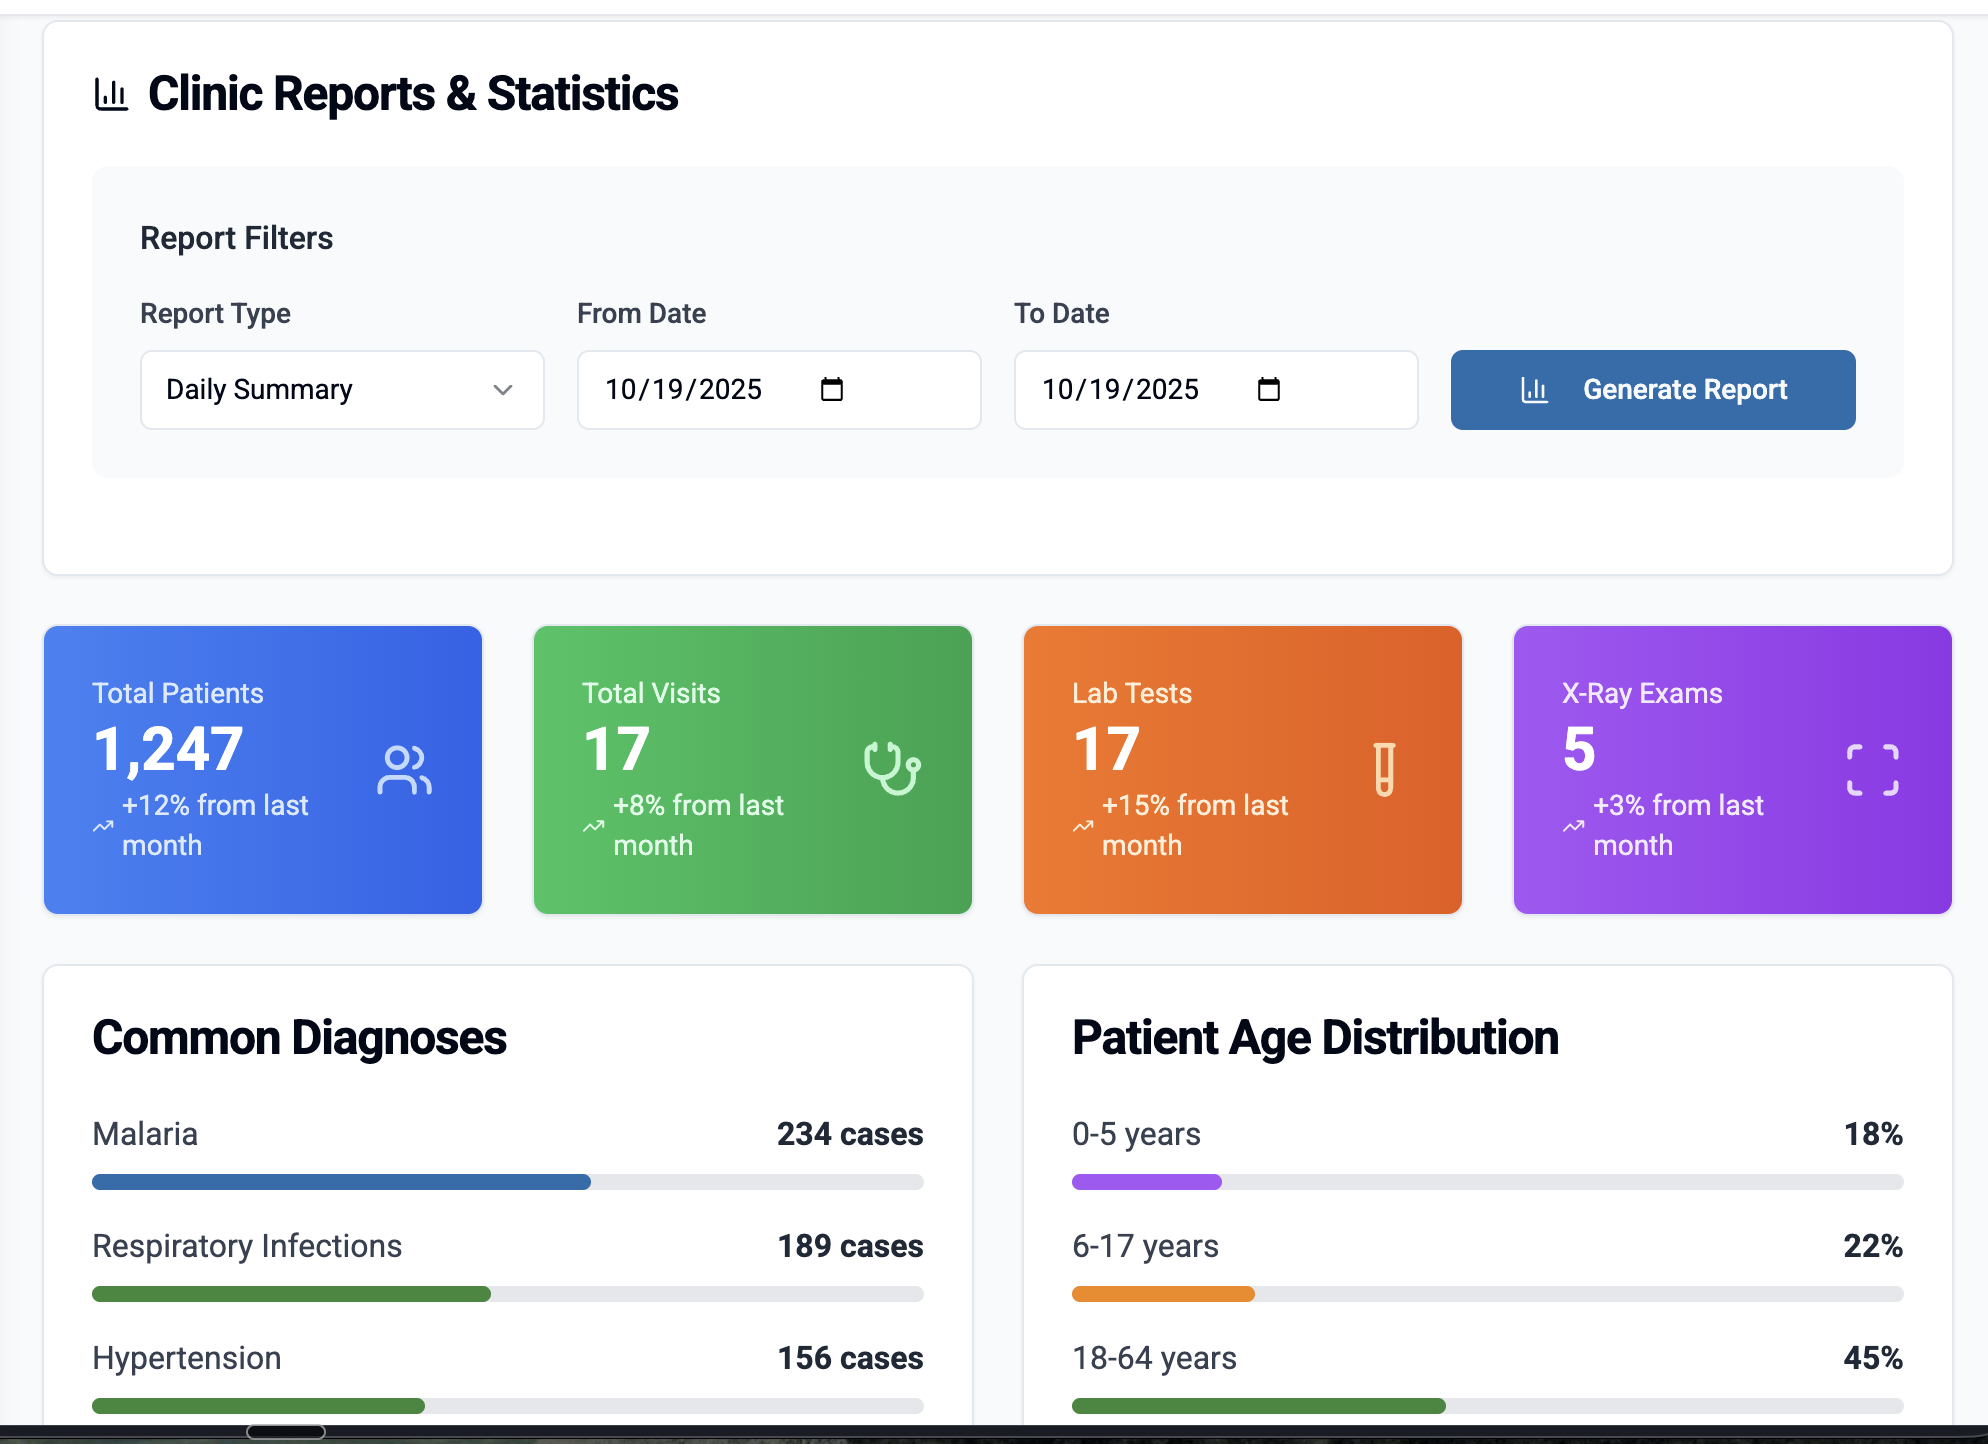 Clinic Reports & Statistics
Report Filters
Report Type
From Date
To Date
Daily Summary
10/19/2025
10/19/2025
Generate Report
Total Patients
1,247
+12% from last
month
Total Visits
17
+8% from last
month
Lab Tests
17
+15% from last
month
X-Ray Exams
5
+3% from last
month
Common Diagnoses
Malaria 234 cases
Respiratory Infections 189 cases
Hypertension 156 cases
Patient Age Distribution
0-5 years 18%
6-17 years 22%
18-64 years 45%